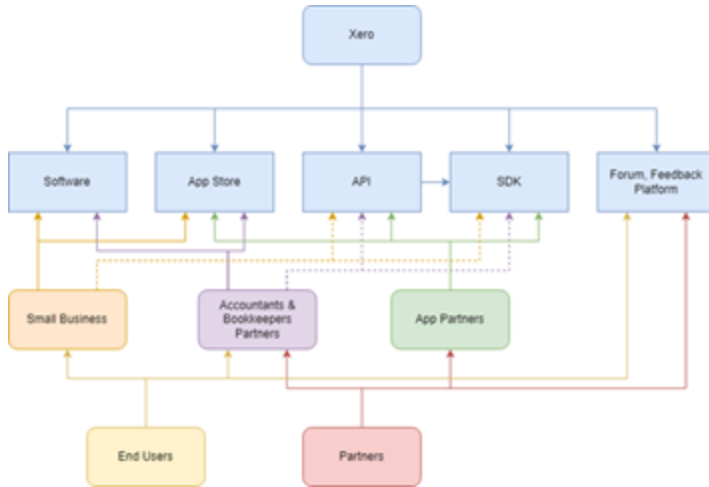 Xero
Software
App Store
API
SDK
Forum, Feedback
Platform
Small Business
Accountants &
Bookkeepers
Partners
App Partners
End Users
Partners